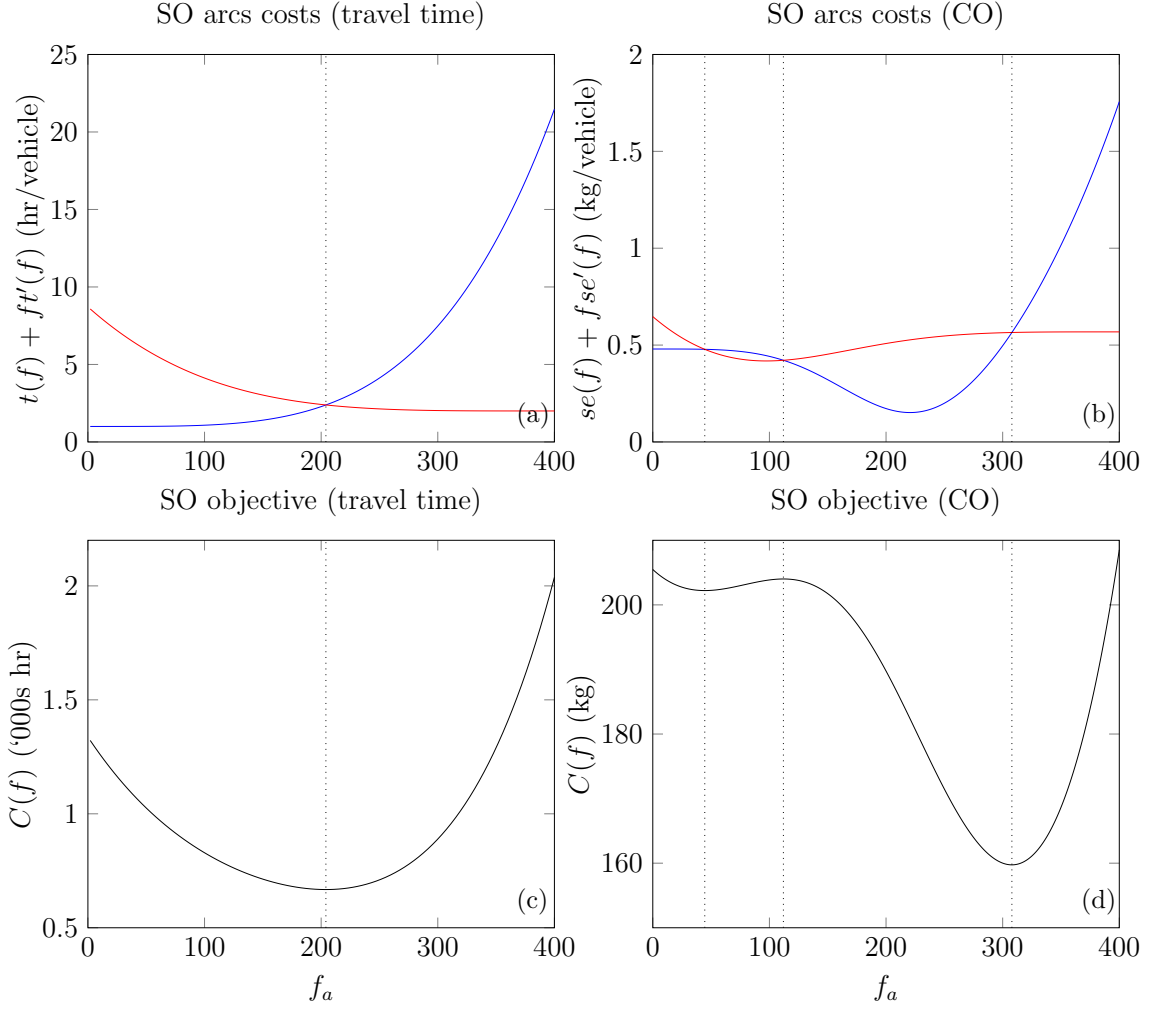 SO arcs costs (travel time)
t(f) + ft′(f) (hr/vehicle)
25
20
15
10
5
0
(a)
0 100 200 300 400
SO arcs costs (CO)
se(f) + fse′(f) (kg/vehicle)
2
1.5
1
0.5
0
(b)
0 100 200 300 400
SO objective (travel time)
C(f) (‘000s hr)
2
1.5
1
0.5
(c)
0 100 200 300 400
f_a
SO objective (CO)
C(f) (kg)
200
180
160
(d)
0 100 200 300 400
f_a